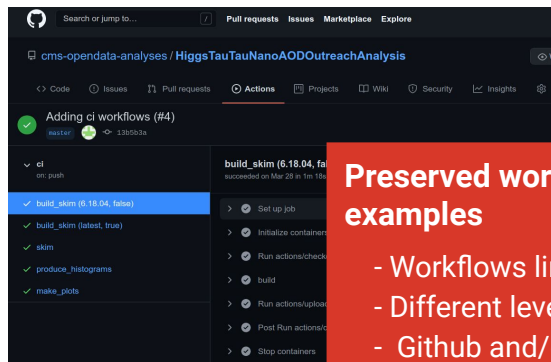 Search or jump to... /
Pull requests Issues Marketplace Explore
cms-opendata-analyses / HiggsTauTauNanoAODOutreachAnalysis
Code Issues Pull requests Actions Projects Wiki Security Insights
Adding ci workflows (#4)
master 13b5b3a
ci
on: push
build_skim (6.18.04, false)
build_skim (latest, true)
skim
produce_histograms
make_plots
build_skim (6.18.04, fa
succeeded on Mar 28 in 1m 18s
Set up job
Initialize containers
Run actions/check
build
Run actions/uploa
Post Run actions/c
Stop containers
Preserved wor
examples
- Workflows li
- Different leve
- Github and/